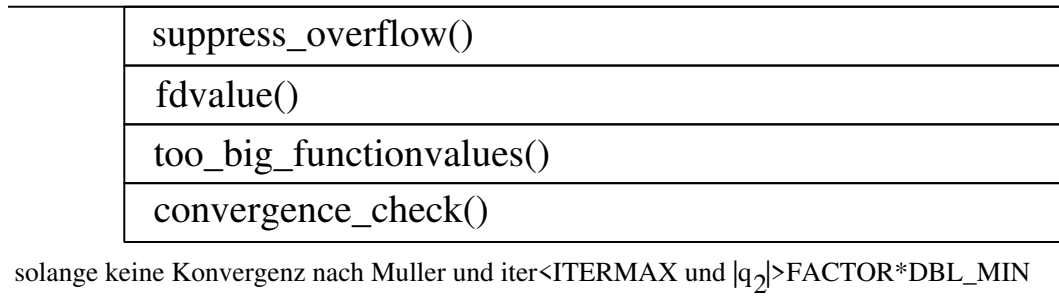 suppress_overflow()
fdvalue()
too_big_functionvalues()
convergence_check()
solange keine Konvergenz nach Muller und iter<ITERMAX und |q2|>FACTOR*DBL_MIN